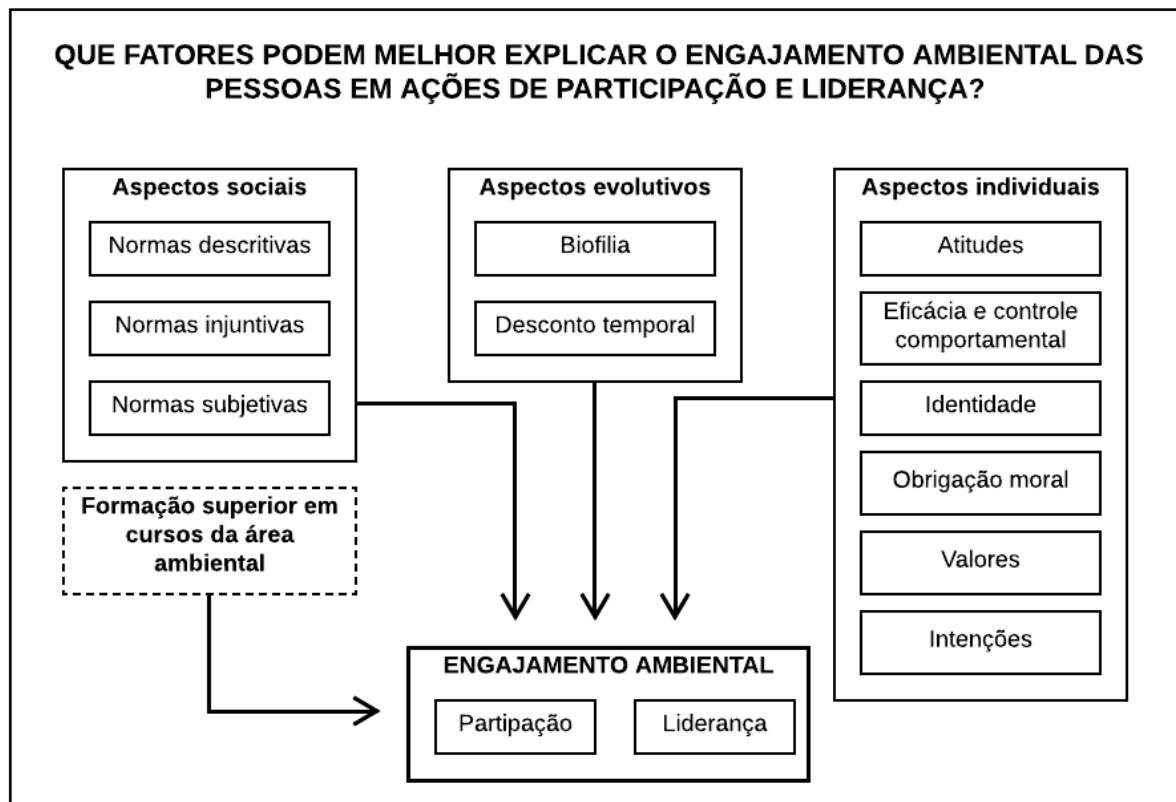 QUE FATORES PODEM MELHOR EXPLICAR O ENGAJAMENTO AMBIENTAL DAS
PESSOAS EM AÇÕES DE PARTICIPAÇÃO E LIDERANÇA?
Aspectos sociais
Normas descritivas
Normas injuntivas
Normas subjetivas
Formação superior em
cursos da área
ambiental
Aspectos evolutivos
Biofilia
Desconto temporal
Aspectos individuais
Atitudes
Eficácia e controle
comportamental
Identidade
Obrigação moral
Valores
Intenções
ENGAJAMENTO AMBIENTAL
Partipação
Liderança